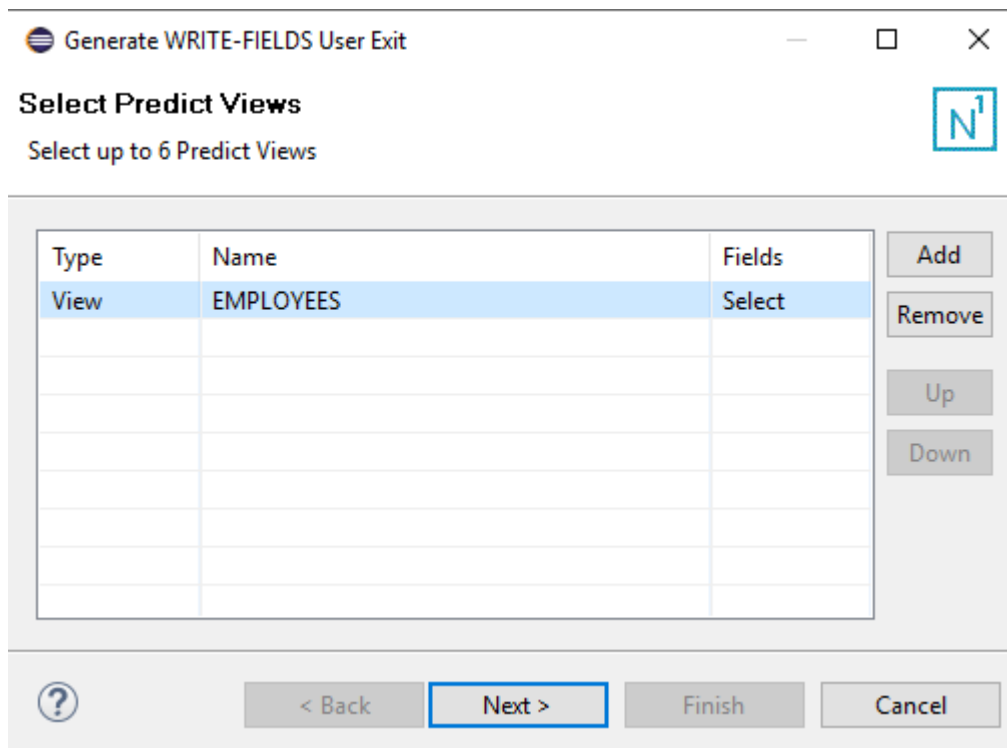 Generate WRITE-FIELDS User Exit
Select Predict Views
Select up to 6 Predict Views
N1
Type Name Fields
View EMPLOYEES Select
Add
Remove
Up
Down
? < Back Next > Finish Cancel